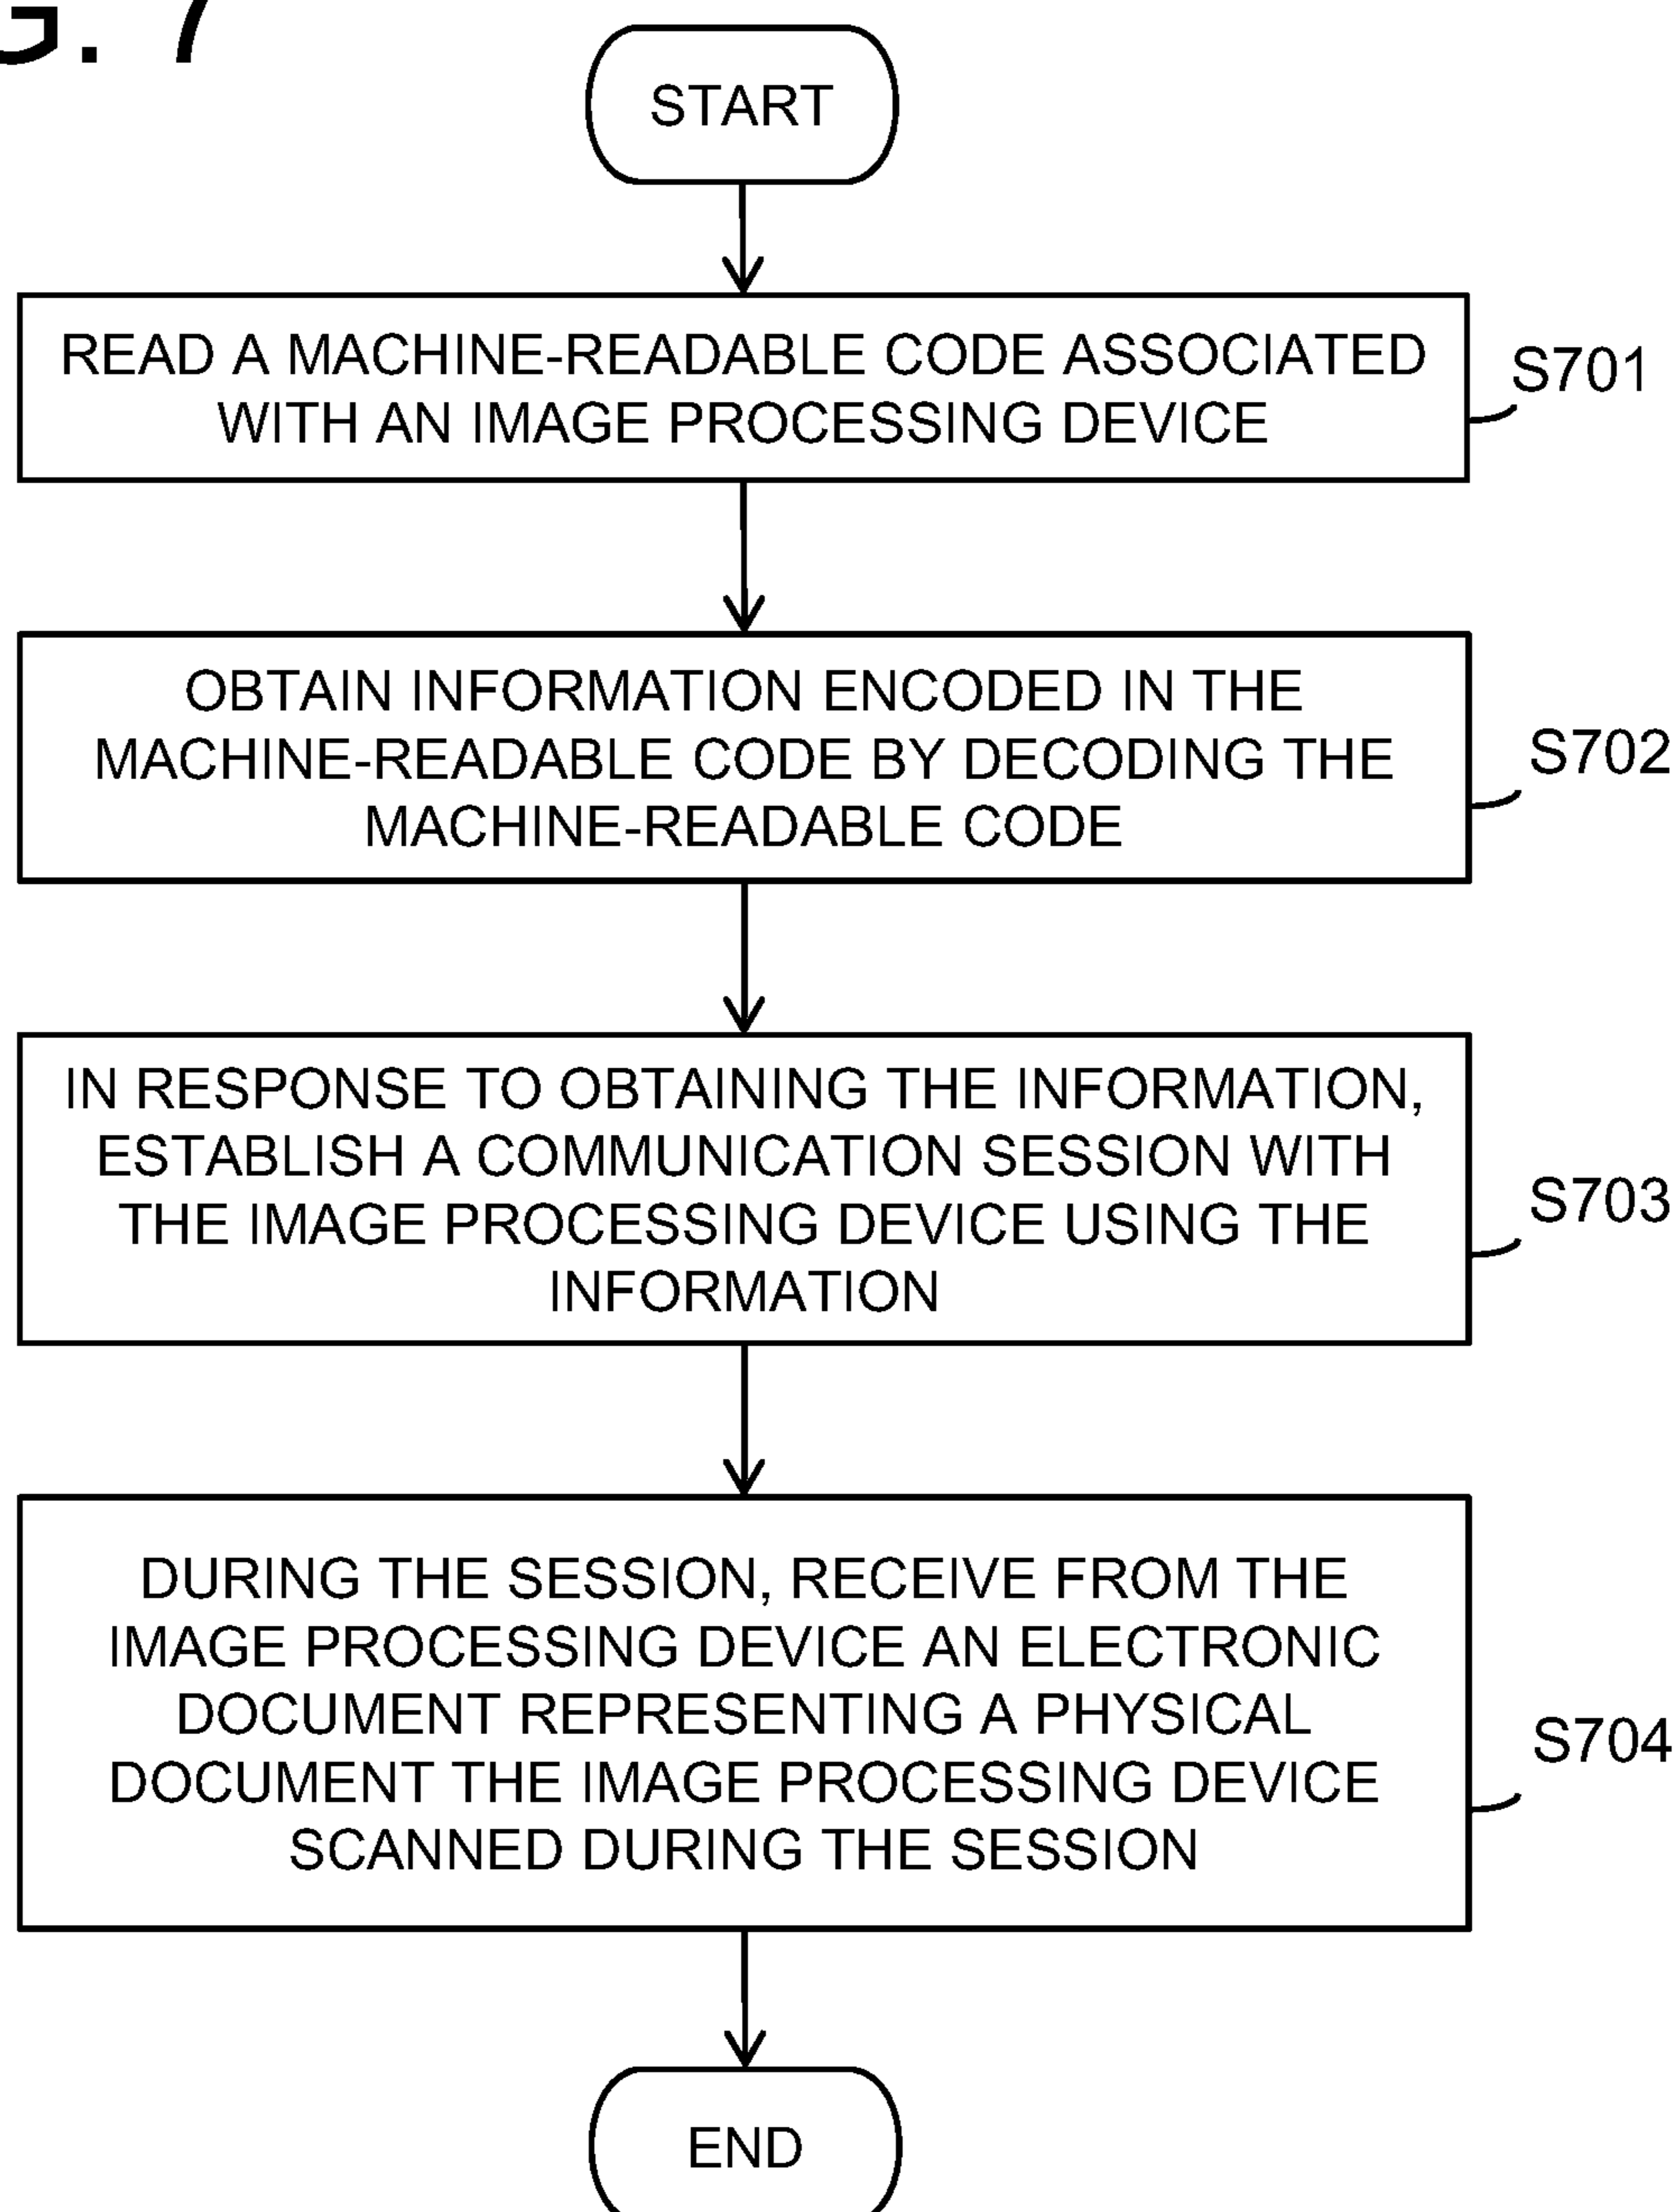 G. 7
START
READ A MACHINE-READABLE CODE ASSOCIATED
WITH AN IMAGE PROCESSING DEVICE
S701
OBTAIN INFORMATION ENCODED IN THE
MACHINE-READABLE CODE BY DECODING THE
MACHINE-READABLE CODE
S702
IN RESPONSE TO OBTAINING THE INFORMATION,
ESTABLISH A COMMUNICATION SESSION WITH
THE IMAGE PROCESSING DEVICE USING THE
INFORMATION
S703
DURING THE SESSION, RECEIVE FROM THE
IMAGE PROCESSING DEVICE AN ELECTRONIC
DOCUMENT REPRESENTING A PHYSICAL
DOCUMENT THE IMAGE PROCESSING DEVICE
SCANNED DURING THE SESSION
S704
END